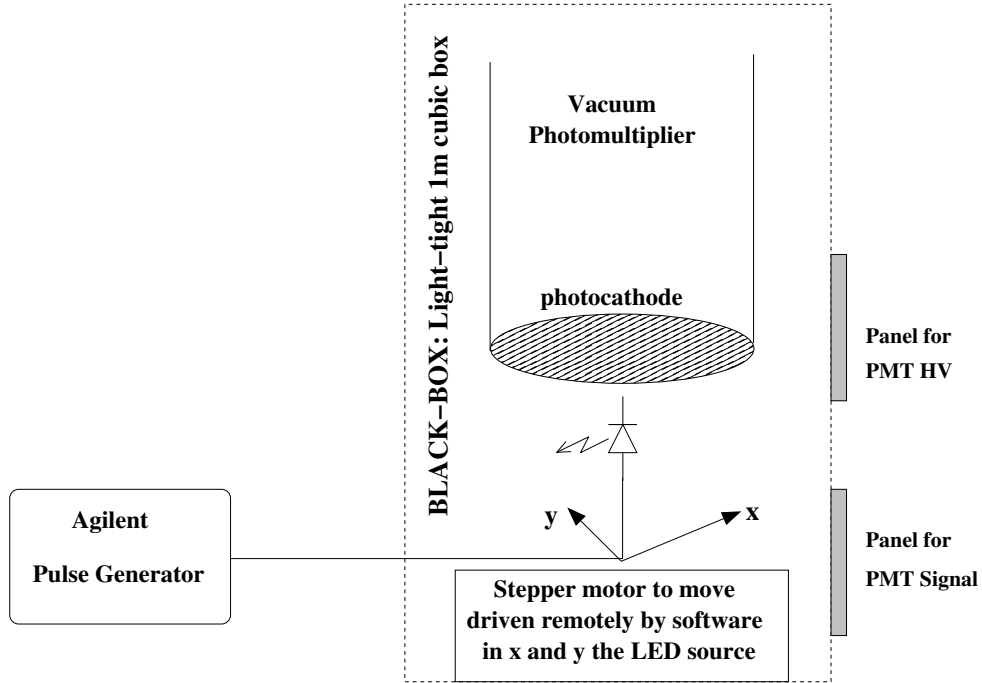 BLACK-BOX: Light-tight 1m cubic box
Vacuum
Photomultiplier
photocathode
Panel for
PMT HV
y
x
Agilent
Pulse Generator
Panel for
PMT Signal
Stepper motor to move
driven remotely by software
in x and y the LED source